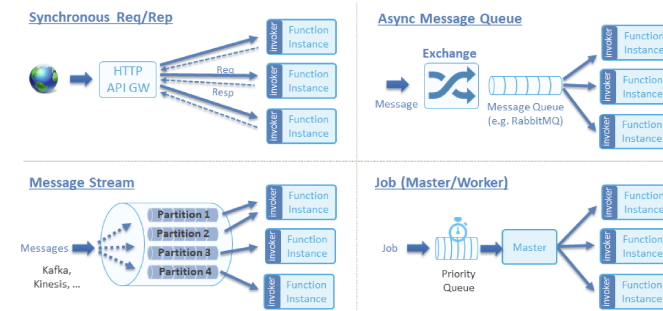 Synchronous Req/Rep
HTTP
API GW
Req
Resp
invoker
Function
Instance
invoker
Function
Instance
invoker
Function
Instance
Async Message Queue
Message
Exchange
Message Queue
(e.g. RabbitMQ)
invoker
Function
Instance
invoker
Function
Instance
invoker
Function
Instance
Message Stream
Messages
Kafka,
Kinesis, ...
Partition 1
Partition 2
Partition 3
Partition 4
invoker
Function
Instance
invoker
Function
Instance
invoker
Function
Instance
Job (Master/Worker)
Job
Priority
Queue
Master
invoker
Function
Instance
invoker
Function
Instance
invoker
Function
Instance